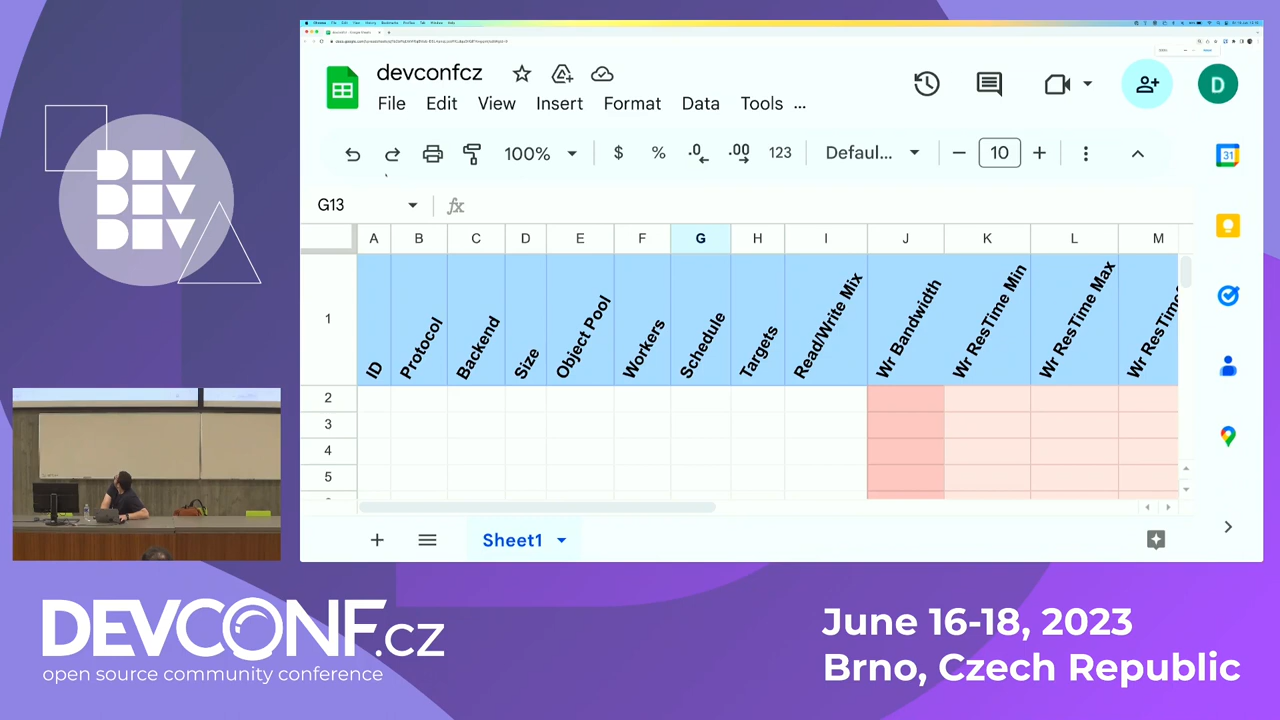 devconfcz
File Edit View Insert Format Data Tools ...
100% $ % .0 .00 123 Defaul... 10
D
31
G13 fx
A B C D E F G H I J K L M
1 ID Protocol Backend Size Object Pool Workers Schedule Targets Read/Write Mix Wr Bandwidth Wr ResTime Min Wr ResTime Max Wr ResTime
2
3
4
5
Sheet1
DEV
DEV
DEV
DEVCONF.cz
open source community conference
June 16-18, 2023
Brno, Czech Republic